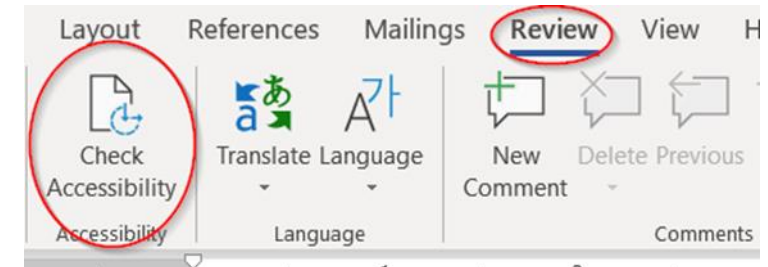 Layout References Mailings Review View H
Check Accessibility
Translate Language
New Comment
Delete Previous
Accessibility Language Comments